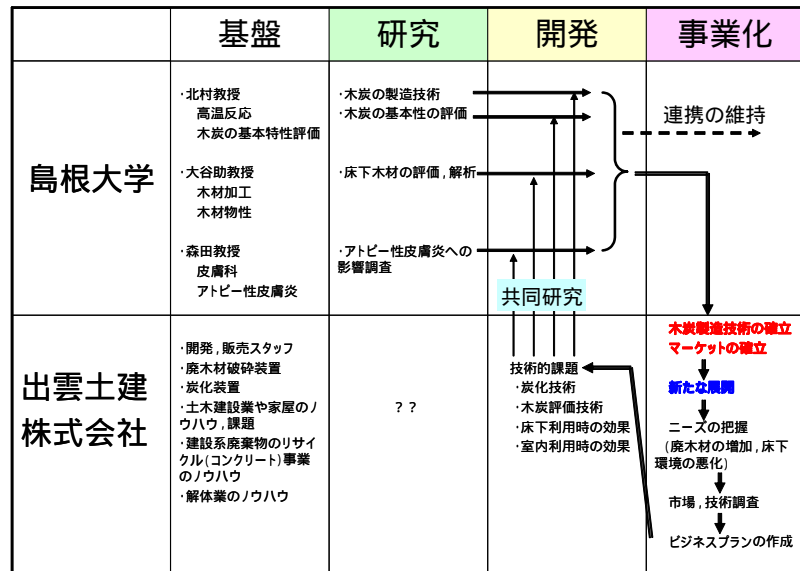 基盤
研究
開発
事業化
島根大学
・北村教授
高温反応
木炭の基本特性評価
・大谷助教授
木材加工
木材物性
・森田教授
皮膚科
アトピー性皮膚炎
・木炭の製造技術
・木炭の基本性の評価
・床下木材の評価，解析
・アトピー性皮膚炎への
影響調査
共同研究
連携の維持
出雲土建
株式会社
・開発，販売スタッフ
・廃木材破砕装置
・炭化装置
・土木建設業や家屋のノ
ウハウ，課題
・建設系廃棄物のリサイ
クル（コンクリート）事業
のノウハウ
・解体業のノウハウ
？？
技術的課題
・炭化技術
・木炭評価技術
・床下利用時の効果
・室内利用時の効果
木炭製造技術の確立
マーケットの確立
新たな展開
ニーズの把握
（廃木材の増加，床下
環境の悪化）
市場，技術調査
ビジネスプランの作成